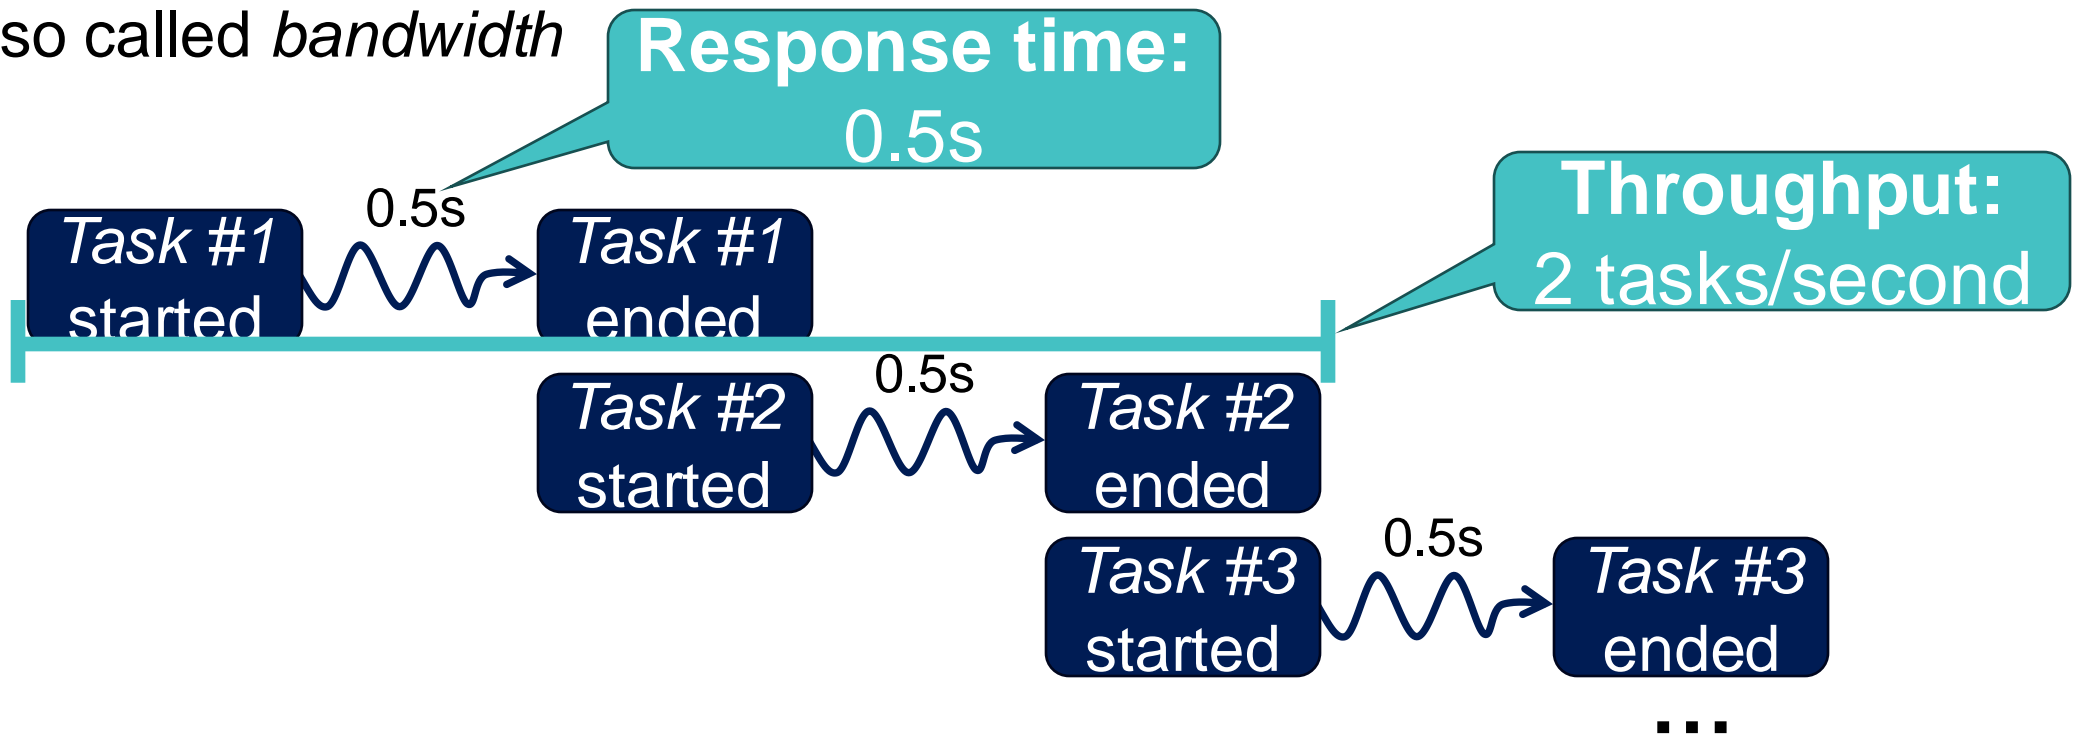 so called bandwidth
Response time:
0.5s
Throughput:
2 tasks/second
0.5s
Task #1
started
Task #1
ended
0.5s
Task #2
started
Task #2
ended
0.5s
Task #3
started
Task #3
ended
...